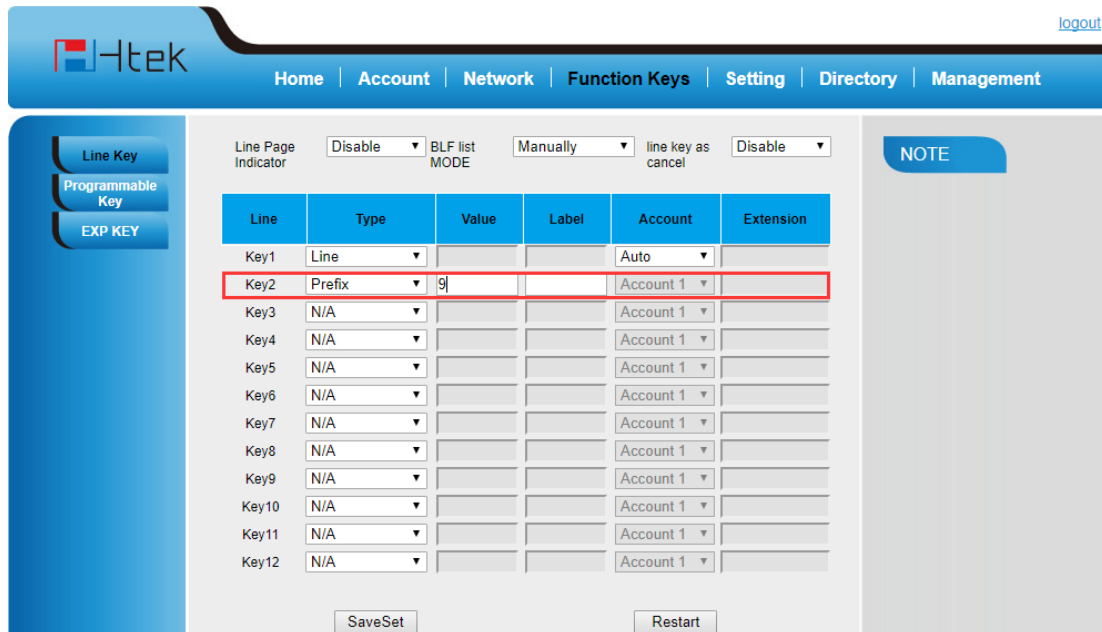 logout
Htek
Home Account Network Function Keys Setting Directory Management
Line Key
Programmable
Key
EXP KEY
Line Page
Indicator
Disable
BLF list
MODE
Manually
line key as
cancel
Disable
NOTE
Line Type Value Label Account Extension
Key1 Line Auto
Key2 Prefix 9 Account 1
Key3 N/A Account 1
Key4 N/A Account 1
Key5 N/A Account 1
Key6 N/A Account 1
Key7 N/A Account 1
Key8 N/A Account 1
Key9 N/A Account 1
Key10 N/A Account 1
Key11 N/A Account 1
Key12 N/A Account 1
SaveSet Restart